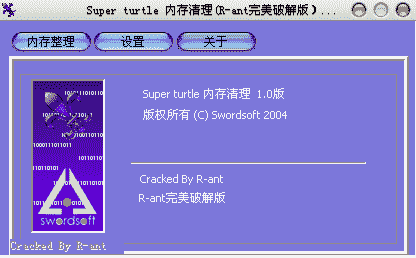 Super turtle 内存渣理(R-ant完美破解版)...
内存整理
设置
关于
Super turtle 内存渣理 1.0版
版权所有 (C) Swordsoft 2004
swordsoft
Cracked By R-ant
R-ant完美破解版
Cracked By R-ant